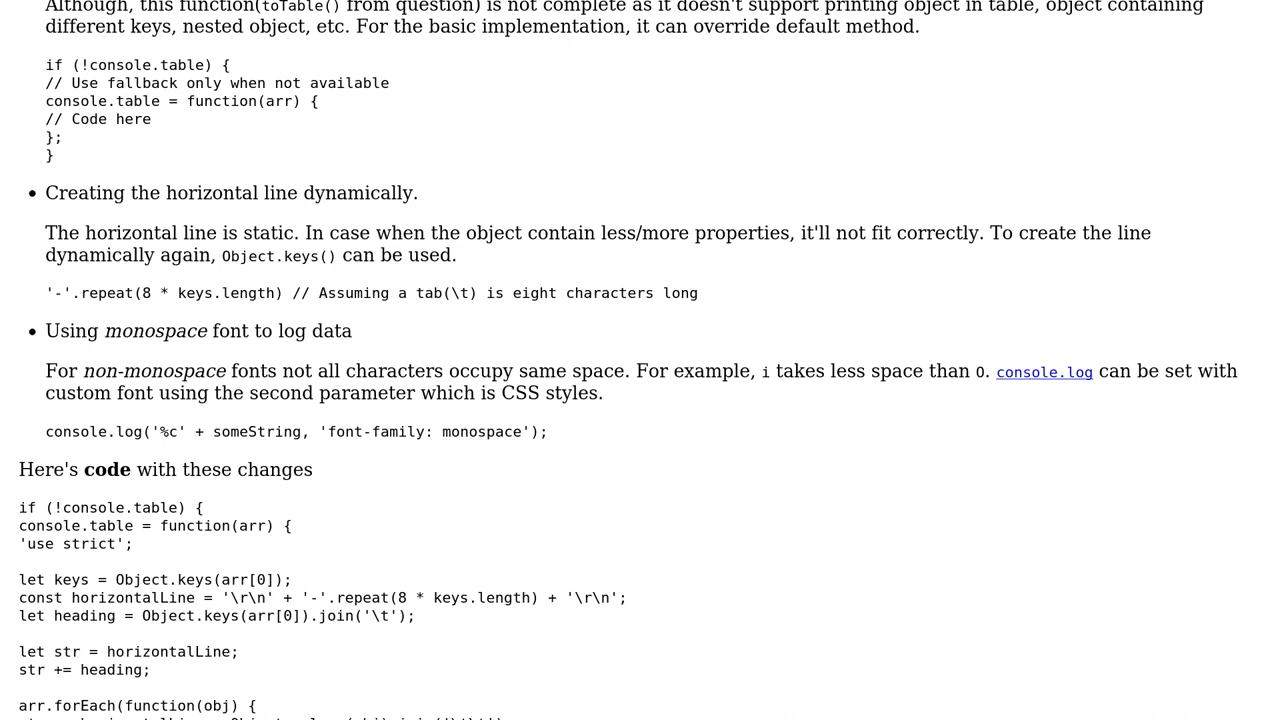 Although, this function(toTable() from question) is not complete as it doesn't support printing object in table, object containing
different keys, nested object, etc. For the basic implementation, it can override default method.
if (!console.table) {
// Use fallback only when not available
console.table = function(arr) {
// Code here
};
}
• Creating the horizontal line dynamically.
The horizontal line is static. In case when the object contain less/more properties, it'll not fit correctly. To create the line
dynamically again, Object.keys() can be used.
'-'.repeat(8 * keys.length) // Assuming a tab(\t) is eight characters long
• Using monospace font to log data
For non-monospace fonts not all characters occupy same space. For example, i takes less space than 0. console.log can be set with
custom font using the second parameter which is CSS styles.
console.log('%c' + someString, 'font-family: monospace');
Here's code with these changes
if (!console.table) {
console.table = function(arr) {
'use strict';
let keys = Object.keys(arr[0]);
const horizontalLine = '\r\n' + '-'.repeat(8 * keys.length) + '\r\n';
let heading = Object.keys(arr[0]).join('\t');
let str = horizontalLine;
str += heading;
arr.forEach(function(obj) {